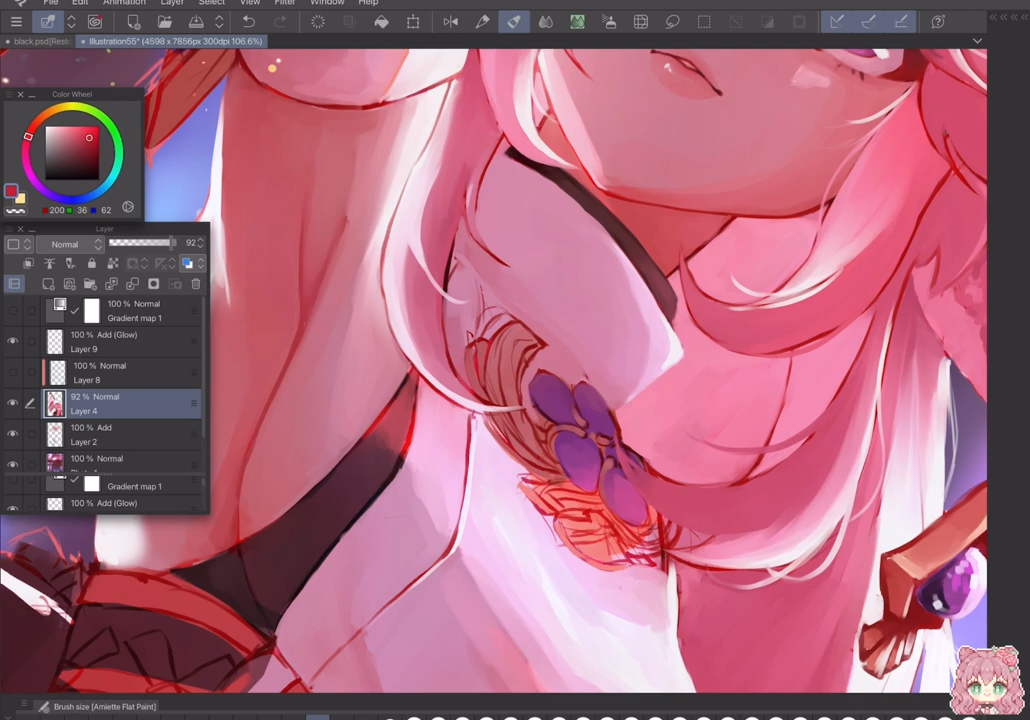 File Edit Animation Layer Select View Filter Window Help
black.psd[Rest
Illustration55* (4598 x 7856px 300dpi 106.6%)
Color Wheel
200 36 62
Layer
Normal 92
100 % Normal
Gradient map 1
100 % Add (Glow)
Layer 9
100 % Normal
Layer 8
92 % Normal
Layer 4
100 % Add
Layer 2
100 % Normal
Gradient map 1
100 % Add (Glow)
Brush size [Amiette Flat Paint]